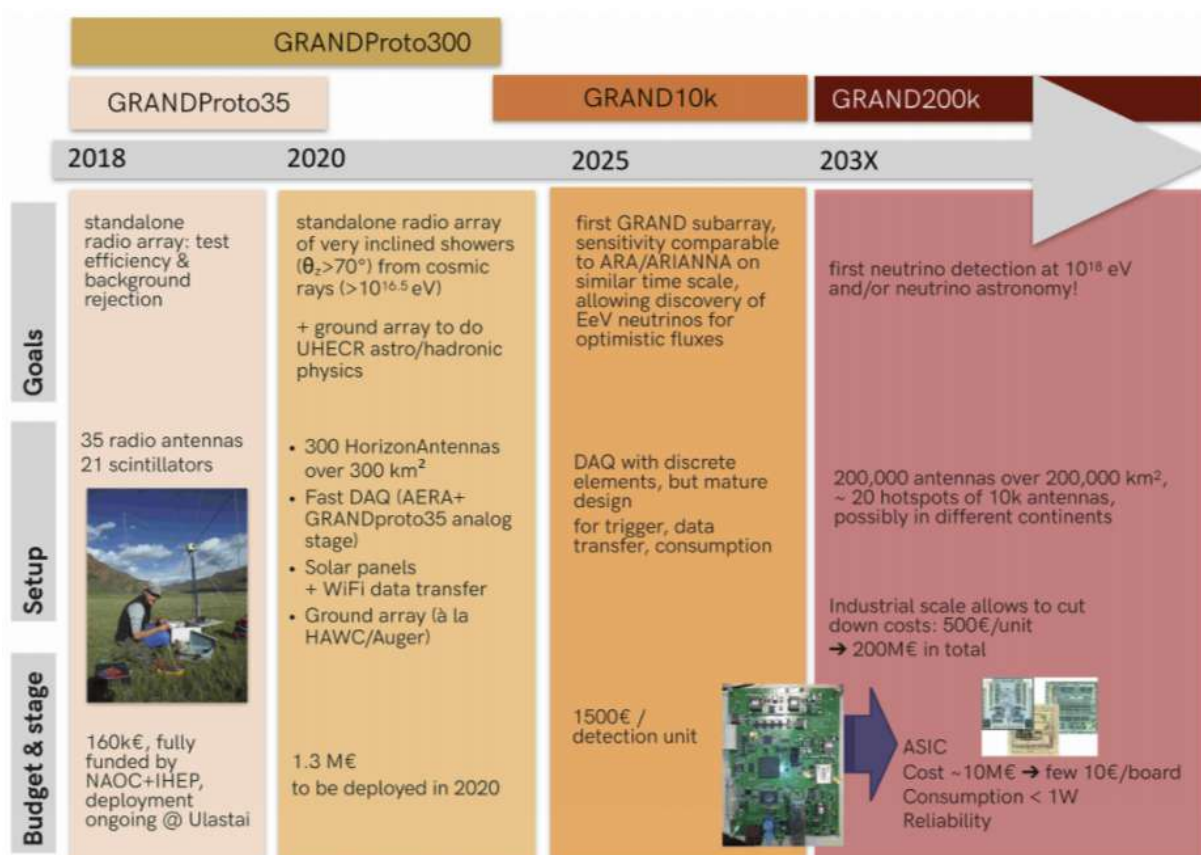 GRANDProto300
GRANDProto35
GRAND10k
GRAND200k
2018
2020
2025
203X
Goals
standalone
radio array: test
efficiency &
background
rejection
standalone radio array
of very inclined showers
(θz>70°) from cosmic
rays (>10^16.5 eV)
+ ground array to do
UHECR astro/hadronic
physics
first GRAND subarray,
sensitivity comparable
to ARA/ARIANNA on
similar time scale,
allowing discovery of
EeV neutrinos for
optimistic fluxes
first neutrino detection at 10^18 eV
and/or neutrino astronomy!
Setup
35 radio antennas
21 scintillators
• 300 HorizonAntennas
over 300 km²
• Fast DAQ (AERA+
GRANDproto35 analog
stage)
• Solar panels
+ WiFi data transfer
• Ground array (à la
HAWC/Auger)
DAQ with discrete
elements, but mature
design
for trigger, data
transfer, consumption
200,000 antennas over 200,000 km²,
~ 20 hotspots of 10k antennas,
possibly in different continents
Industrial scale allows to cut
down costs: 500€/unit
➔ 200M€ in total
Budget & stage
160k€, fully
funded by
NAOC+IHEP,
deployment
ongoing @ Ulastai
1.3 M€
to be deployed in 2020
1500€ /
detection unit
ASIC
Cost ~10M€ ➔ few 10€/board
Consumption < 1W
Reliability